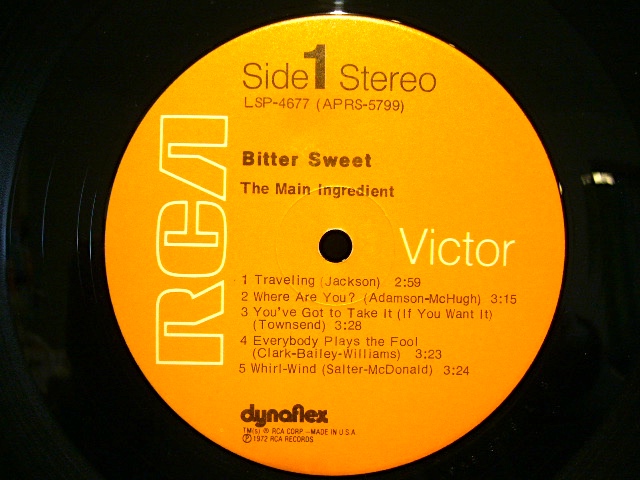 Side 1 Stereo
LSP-4677 (APRS-5799)
Bitter Sweet
The Main Ingredient
RCA
Victor
1 Traveling (Jackson) 2:59
2 Where Are You? (Adamson-McHugh) 3:15
3 You've Got to Take It (If You Want It)
(Townsend) 3:28
4 Everybody Plays the Fool
(Clark-Bailey-Williams) 3:23
5 Whirl-Wind (Salter-McDonald) 3:24
dynaflex
TM(s) ® RCA CORP.-MADE IN U.S.A.
℗ 1972 RCA RECORDS